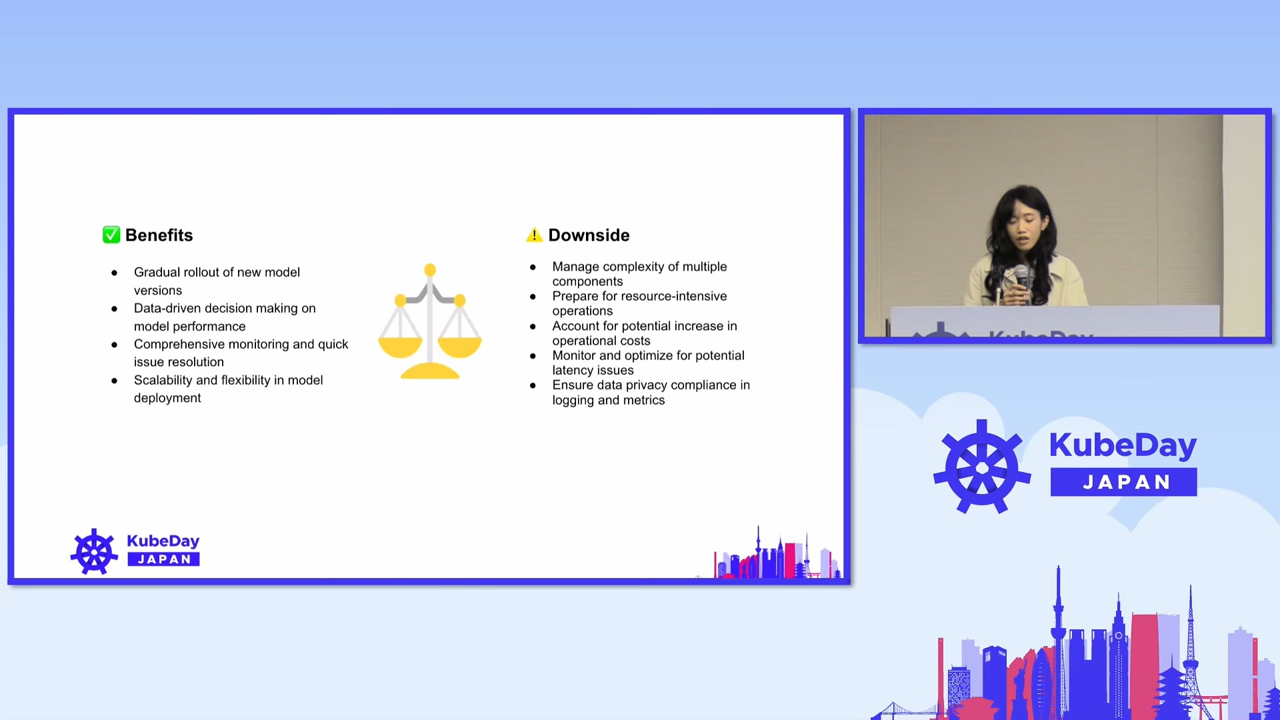 Benefits
Gradual rollout of new model
versions
Data-driven decision making on
model performance
Comprehensive monitoring and quick
issue resolution
Scalability and flexibility in model
deployment
Downside
Manage complexity of multiple
components
Prepare for resource-intensive
operations
Account for potential increase in
operational costs
Monitor and optimize for potential
latency issues
Ensure data privacy compliance in
logging and metrics
KubeDay
JAPAN
KubeDay
KubeDay
JAPAN